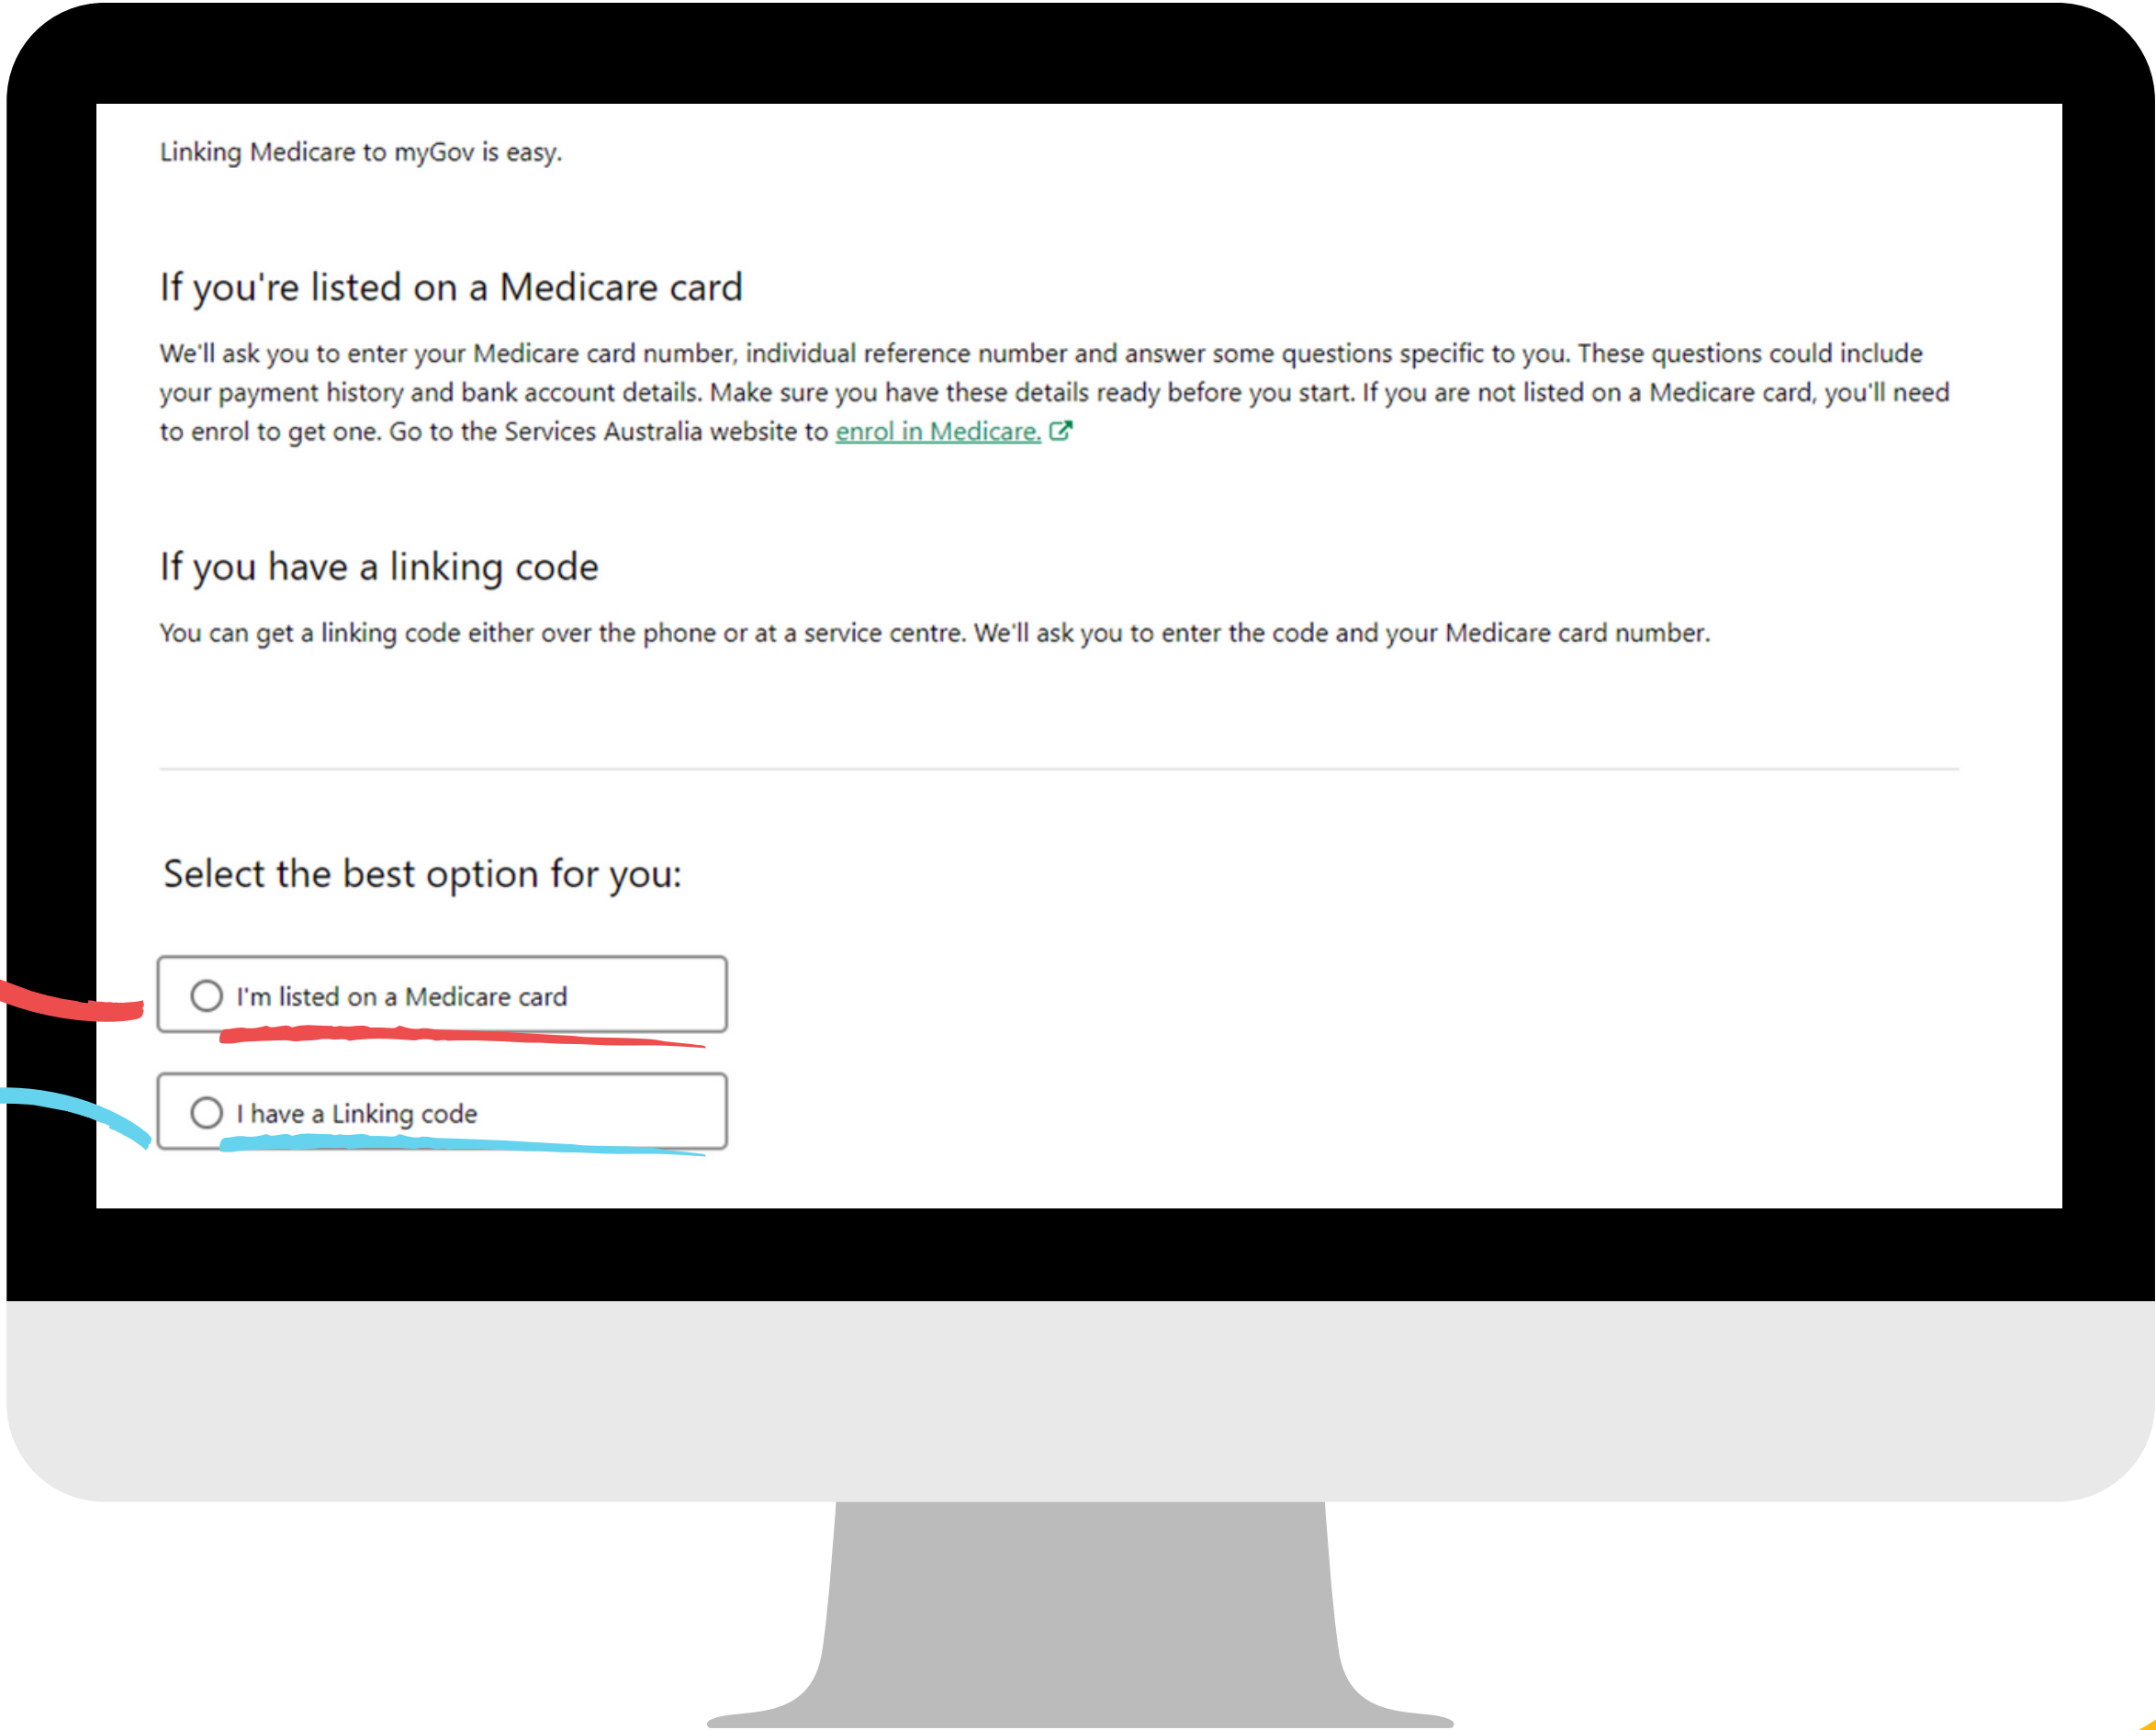 Linking Medicare to myGov is easy.
If you're listed on a Medicare card
We'll ask you to enter your Medicare card number, individual reference number and answer some questions specific to you. These questions could include
your payment history and bank account details. Make sure you have these details ready before you start. If you are not listed on a Medicare card, you'll need
to enrol to get one. Go to the Services Australia website to enrol in Medicare.
If you have a linking code
You can get a linking code either over the phone or at a service centre. We'll ask you to enter the code and your Medicare card number.
Select the best option for you:
I'm listed on a Medicare card
I have a Linking code